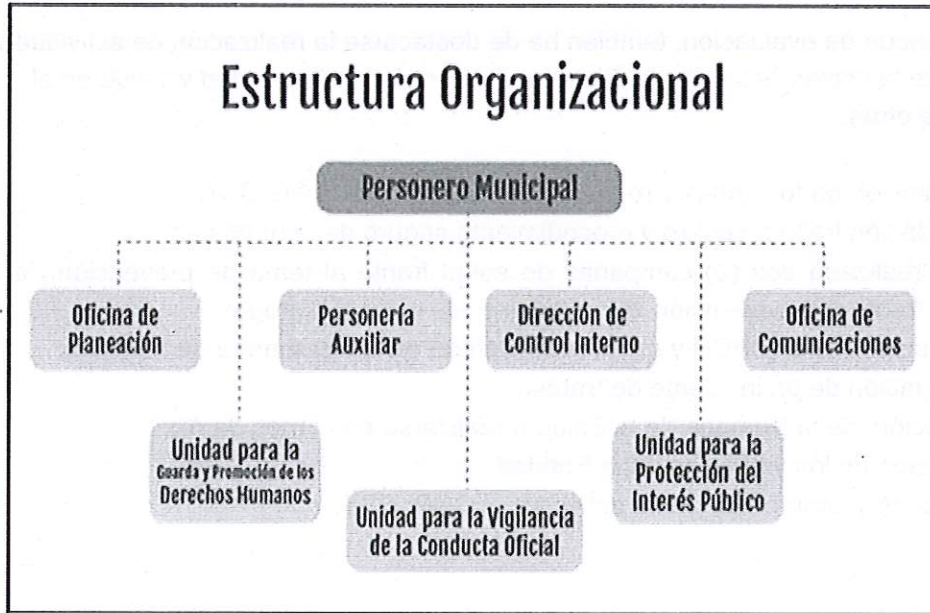 Estructura Organizacional
Personero Municipal
Oficina de
Planeación
Personería
Auxiliar
Dirección de
Control Interno
Oficina de
Comunicaciones
Unidad para la
Guarda y Promoción de los
Derechos Humanos
Unidad para la Vigilancia
de la Conducta Oficial
Unidad para la
Protección del
Interés Público